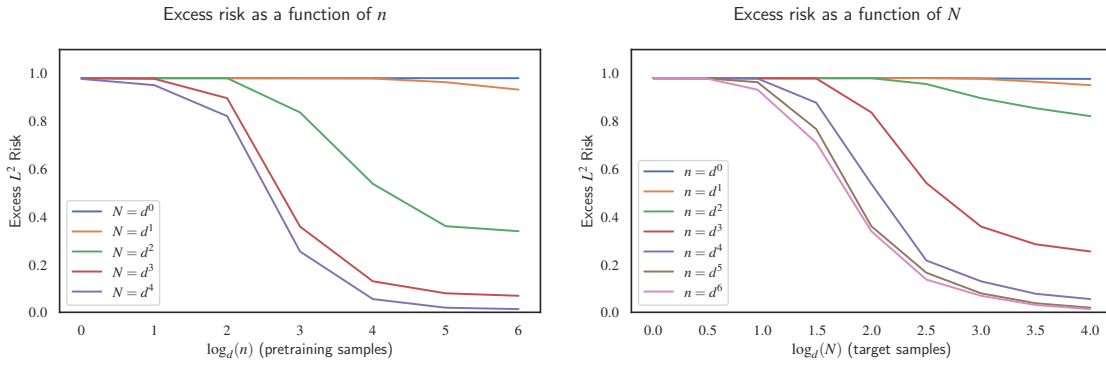 Excess risk as a function of n
Excess L² Risk
1.0
0.8
0.6
0.4
0.2
0.0
N = d⁰
N = d¹
N = d²
N = d³
N = d⁴
0 1 2 3 4 5 6
log_d(n) (pretraining samples)
Excess risk as a function of N
Excess L² Risk
1.0
0.8
0.6
0.4
0.2
0.0
n = d⁰
n = d¹
n = d²
n = d³
n = d⁴
n = d⁵
n = d⁶
0.0 0.5 1.0 1.5 2.0 2.5 3.0 3.5 4.0
log_d(N) (target samples)